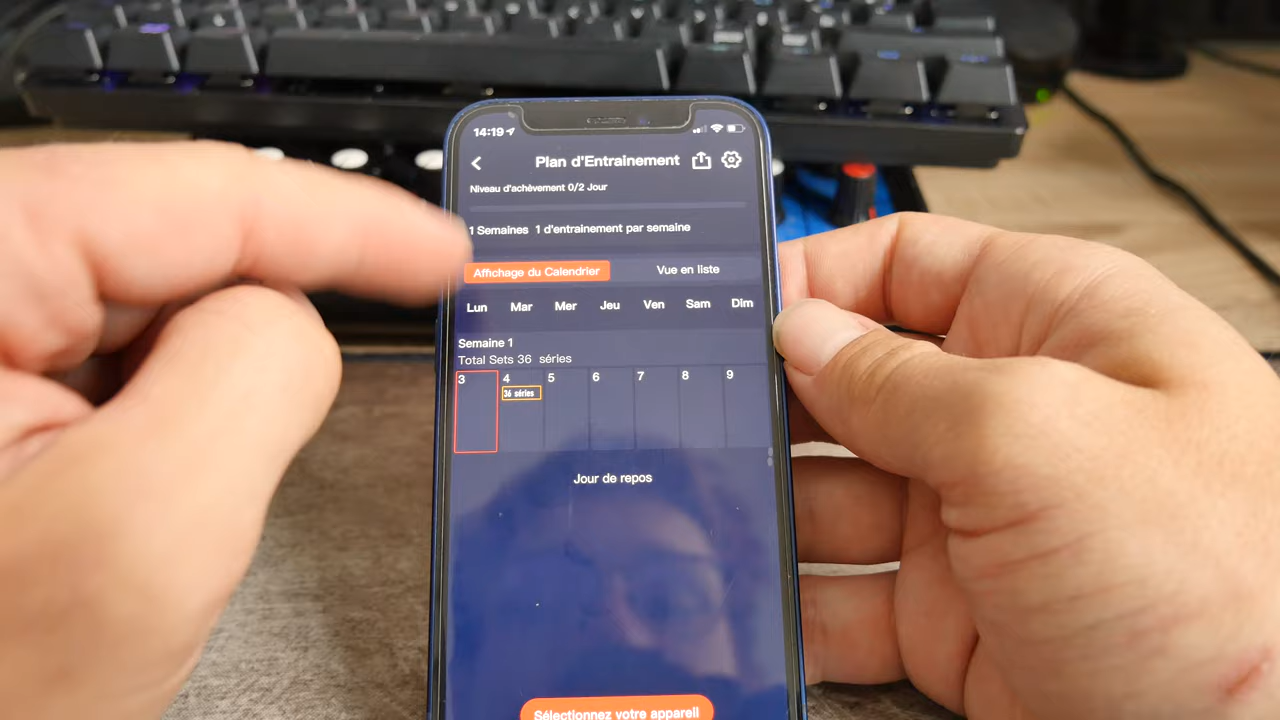 14:19
Plan d'Entrainement
Niveau d'achèvement 0/2 Jour
1 Semaines 1 d'entrainement par semaine
Affichage du Calendrier Vue en liste
Lun Mar Mer Jeu Ven Sam Dim
Semaine 1
Total Sets 36 séries
3 4 5 6 7 8 9
36 séries
Jour de repos
Sélectionnez votre appareil